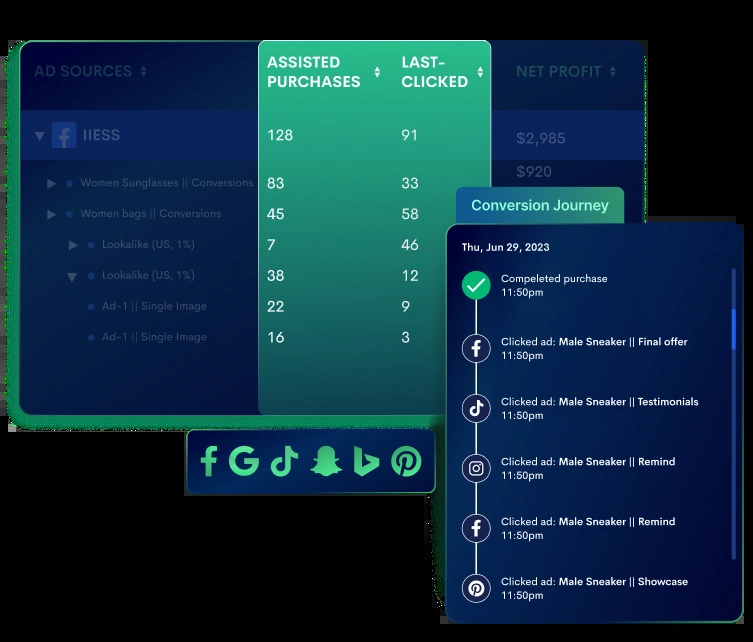 AD SOURCES
ASSISTED
PURCHASES
LAST-
CLICKED
NET PROFIT
IIESS
128
91
$2,985
$920
Women Sunglasses || Conversions
83
33
Women bags || Conversions
45
58
Lookalike (US, 1%)
7
46
Lookalike (US, 1%)
38
12
Ad-1 || Single Image
22
9
Ad-1 || Single Image
16
3
Conversion Journey
Thu, Jun 29, 2023
Compeleted purchase
11:50pm
Clicked ad: Male Sneaker || Final offer
11:50pm
Clicked ad: Male Sneaker || Testimonials
11:50pm
Clicked ad: Male Sneaker || Remind
11:50pm
Clicked ad: Male Sneaker || Remind
11:50pm
Clicked ad: Male Sneaker || Showcase
11:50pm